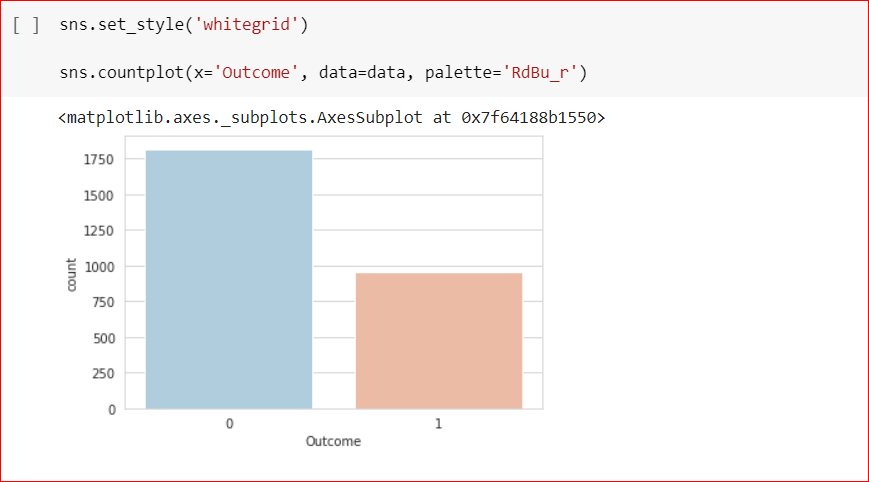 [ ] sns.set_style('whitegrid')
sns.countplot(x='Outcome', data=data, palette='RdBu_r')
<matplotlib.axes._subplots.AxesSubplot at 0x7f64188b1550>
1750
1500
1250
1000
750
500
250
0
count
0 1
Outcome